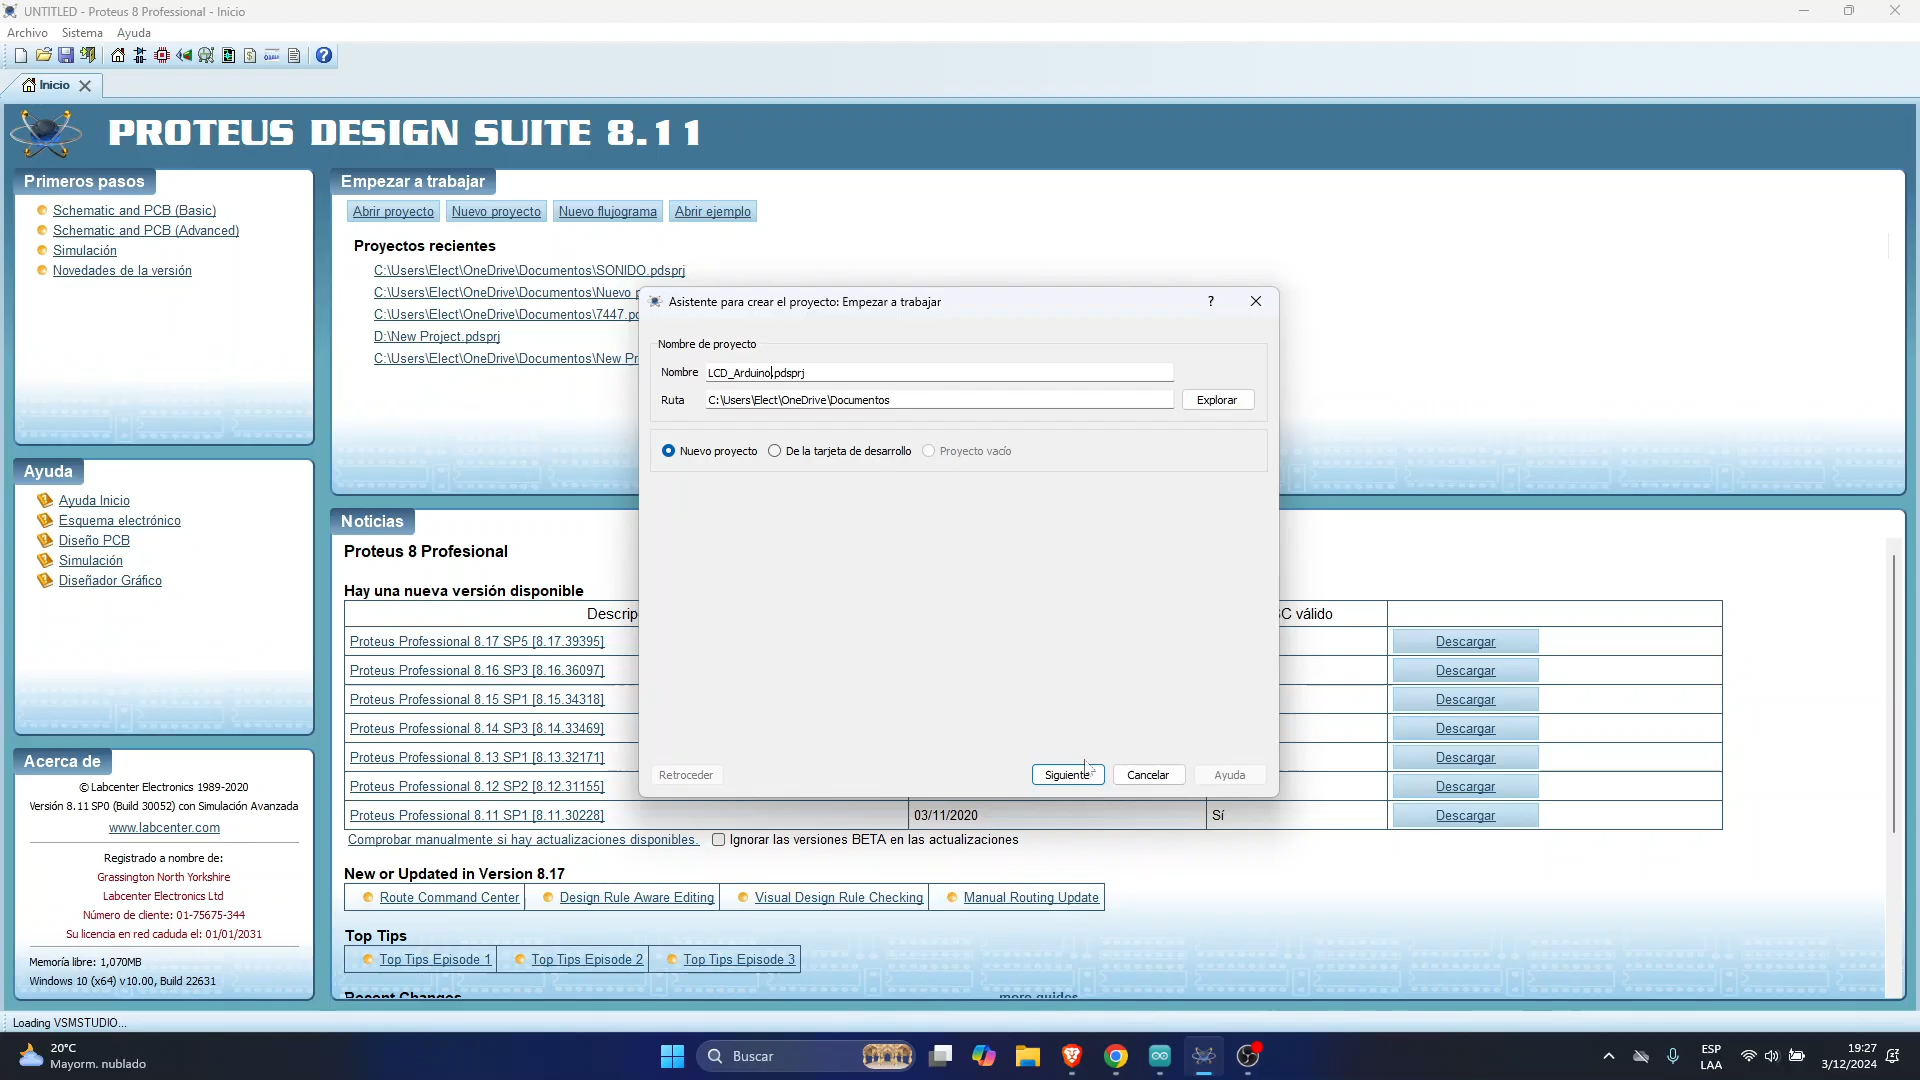 UNTITLED - Proteus 8 Professional - Inicio
Archivo Sistema Ayuda
Inicio
PROTEUS DESIGN SUITE 8.11
Primeros pasos
Schematic and PCB (Basic)
Schematic and PCB (Advanced)
Simulación
Novedades de la versión
Empezar a trabajar
Abrir proyecto Nuevo proyecto Nuevo flujograma Abrir ejemplo
Proyectos recientes
C:\Users\Elect\OneDrive\Documentos\SONIDO.pdsprj
C:\Users\Elect\OneDrive\Documentos\Nuevo p
C:\Users\Elect\OneDrive\Documentos\7447.pd
D:\New Project.pdsprj
C:\Users\Elect\OneDrive\Documentos\New Pr
Asistente para crear el proyecto: Empezar a trabajar
Nombre de proyecto
Nombre LCD_Arduino.pdsprj
Ruta C:\Users\Elect\OneDrive\Documentos Explorar
Nuevo proyecto De la tarjeta de desarrollo Proyecto vacío
Retroceder Siguiente Cancelar Ayuda
Ayuda
Ayuda Inicio
Esquema electrónico
Diseño PCB
Simulación
Diseñador Gráfico
Noticias
Proteus 8 Profesional
Hay una nueva versión disponible
Descrip SC válido
Proteus Professional 8.17 SP5 [8.17.39395] Descargar
Proteus Professional 8.16 SP3 [8.16.36097] Descargar
Proteus Professional 8.15 SP1 [8.15.34318] Descargar
Proteus Professional 8.14 SP3 [8.14.33469] Descargar
Proteus Professional 8.13 SP1 [8.13.32171] Descargar
Proteus Professional 8.12 SP2 [8.12.31155] Descargar
Proteus Professional 8.11 SP1 [8.11.30228] 03/11/2020 Sí Descargar
Comprobar manualmente si hay actualizaciones disponibles. Ignorar las versiones BETA en las actualizaciones
New or Updated in Version 8.17
Route Command Center Design Rule Aware Editing Visual Design Rule Checking Manual Routing Update
Top Tips
Top Tips Episode 1 Top Tips Episode 2 Top Tips Episode 3
Recent Changes more guides
Acerca de
© Labcenter Electronics 1989-2020
Versión 8.11 SP0 (Build 30052) con Simulación Avanzada
www.labcenter.com
Registrado a nombre de:
Grassington North Yorkshire
Labcenter Electronics Ltd
Número de cliente: 01-75675-344
Su licencia en red caduca el: 01/01/2031
Memoría libre: 1,070MB
Windows 10 (x64) v10.00, Build 22631
Loading VSMSTUDIO...
20°C
Mayorm. nublado
Buscar
ESP
LAA
19:27
3/12/2024